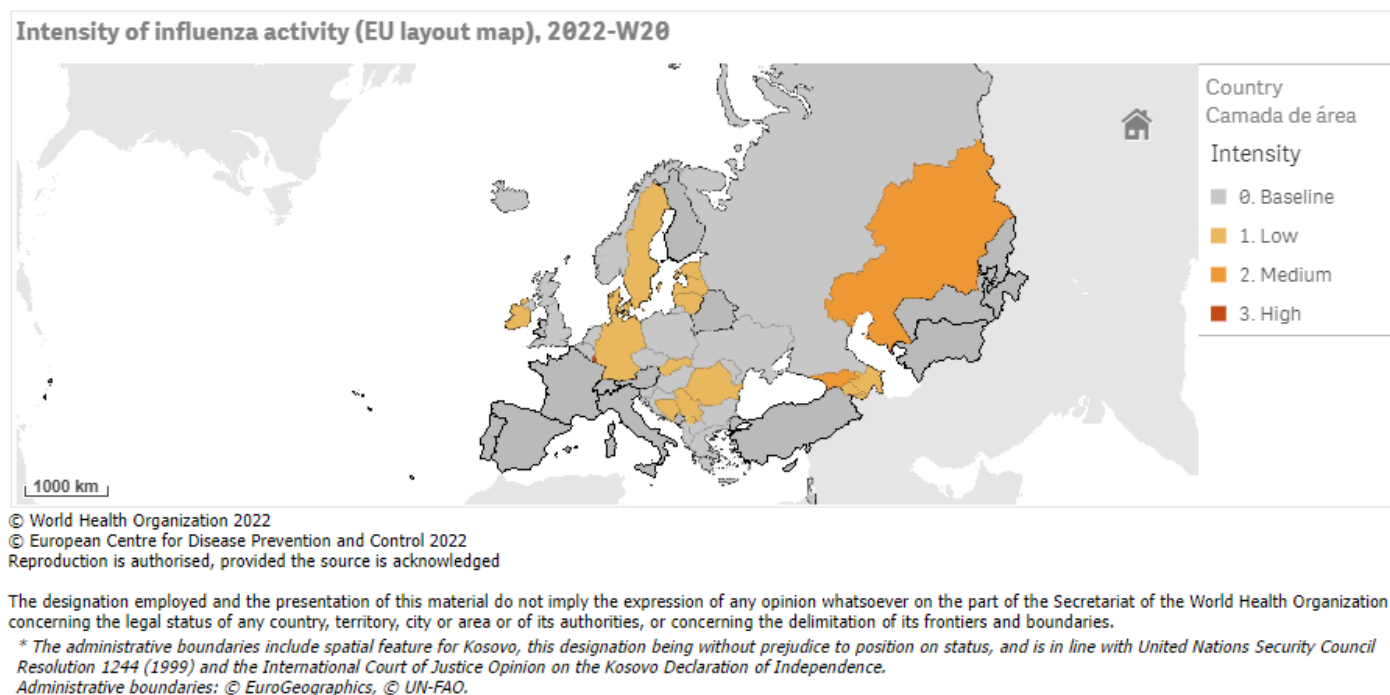 Intensity of influenza activity (EU layout map), 2022-W20
Country
Camada de área
Intensity
0. Baseline
1. Low
2. Medium
3. High
1000 km
© World Health Organization 2022
© European Centre for Disease Prevention and Control 2022
Reproduction is authorised, provided the source is acknowledged
The designation employed and the presentation of this material do not imply the expression of any opinion whatsoever on the part of the Secretariat of the World Health Organization
concerning the legal status of any country, territory, city or area or of its authorities, or concerning the delimitation of its frontiers and boundaries.
* The administrative boundaries include spatial feature for Kosovo, this designation being without prejudice to position on status, and is in line with United Nations Security Council
Resolution 1244 (1999) and the International Court of Justice Opinion on the Kosovo Declaration of Independence.
Administrative boundaries: © EuroGeographics, © UN-FAO.